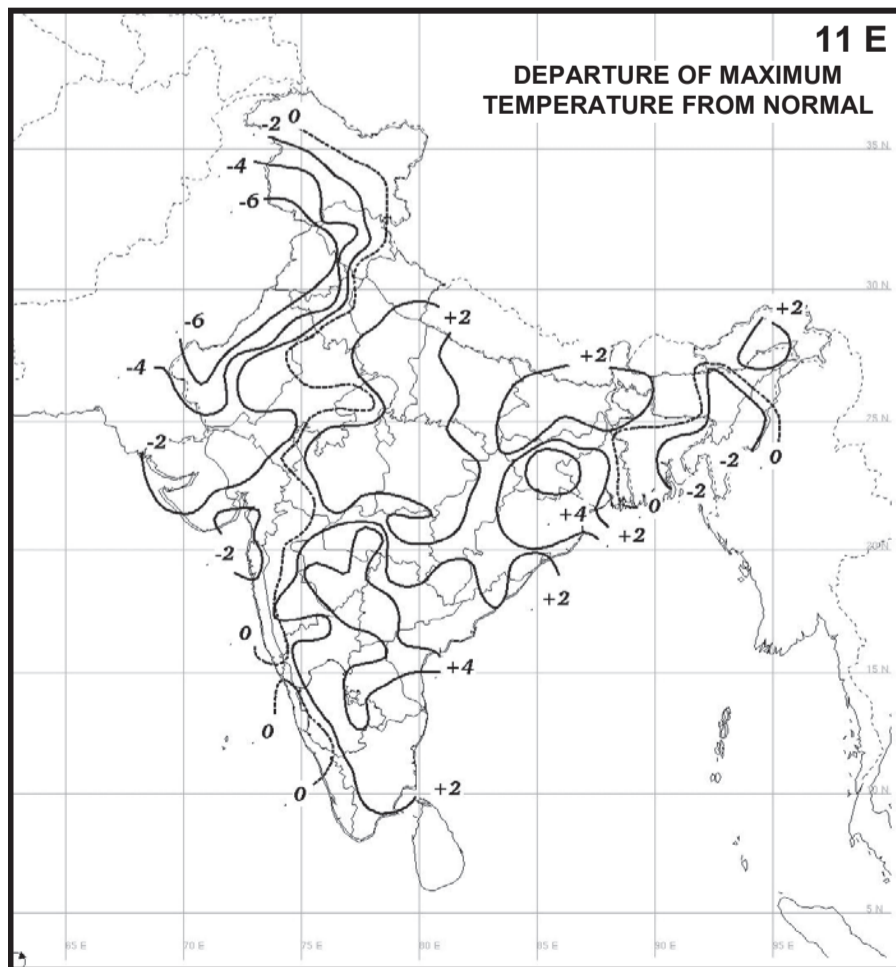 11 E
DEPARTURE OF MAXIMUM
TEMPERATURE FROM NORMAL
-2 0
-4
35 N
-6
30 N
-6
+2
+2
-4
+2
25 N
-2
0
-2
-2
0
+4
+2
-2
20 N
+2
0
+4
15 N
0
0
+2
10 N
5 N
65 E 70 E 75 E 80 E 85 E 90 E 95 E